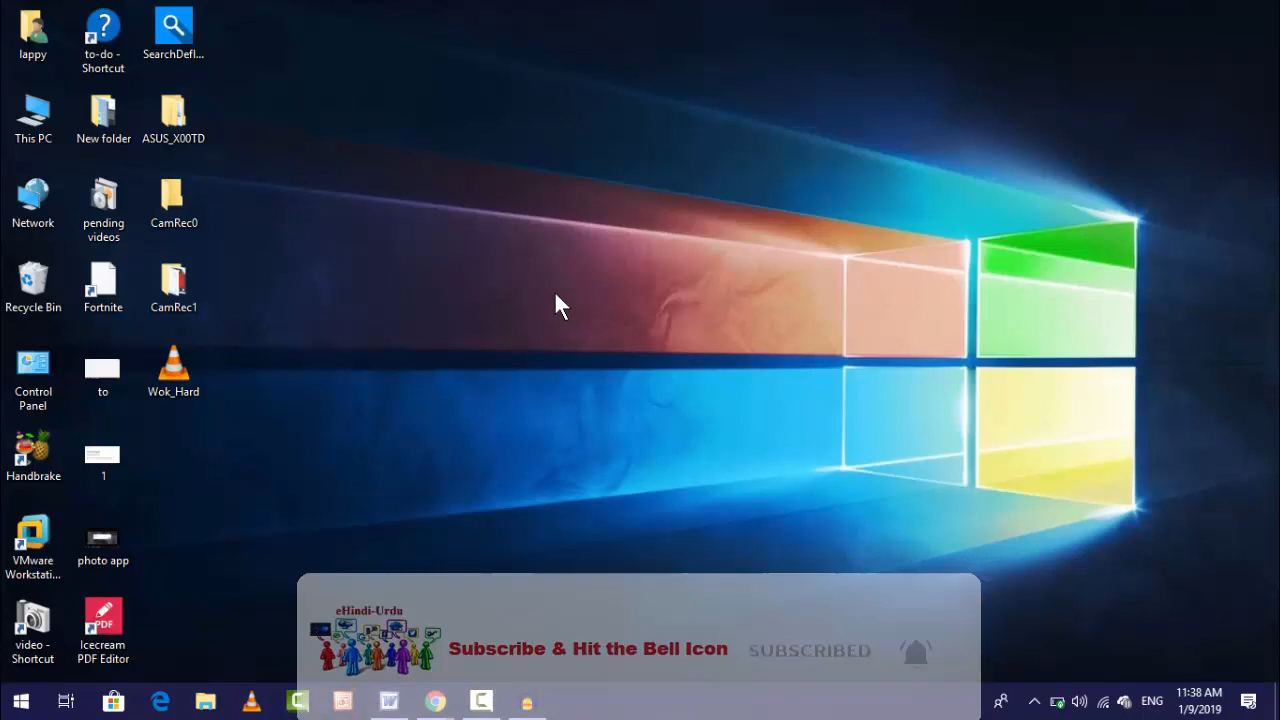 lappy
to-do -
Shortcut
SearchDefl...
This PC
New folder
ASUS_X00TD
Network
pending
videos
CamRec0
Recycle Bin
Fortnite
CamRec1
Control
Panel
to
Wok_Hard
Handbrake
1
VMware
Workstati...
photo app
video -
Shortcut
PDF
Icecream
PDF Editor
eHindi-Urdu
Subscribe & Hit the Bell Icon
SUBSCRIBED
ENG
11:38 AM
1/9/2019